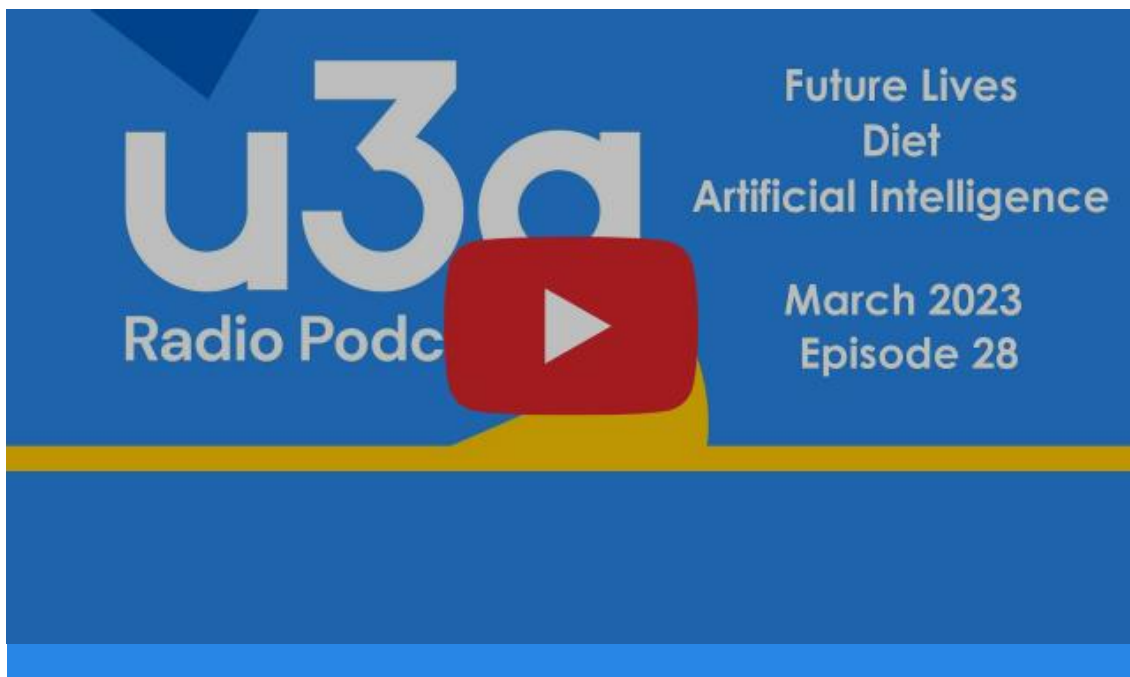 u3a
Radio Podc
Future Lives
Diet
Artificial Intelligence
March 2023
Episode 28